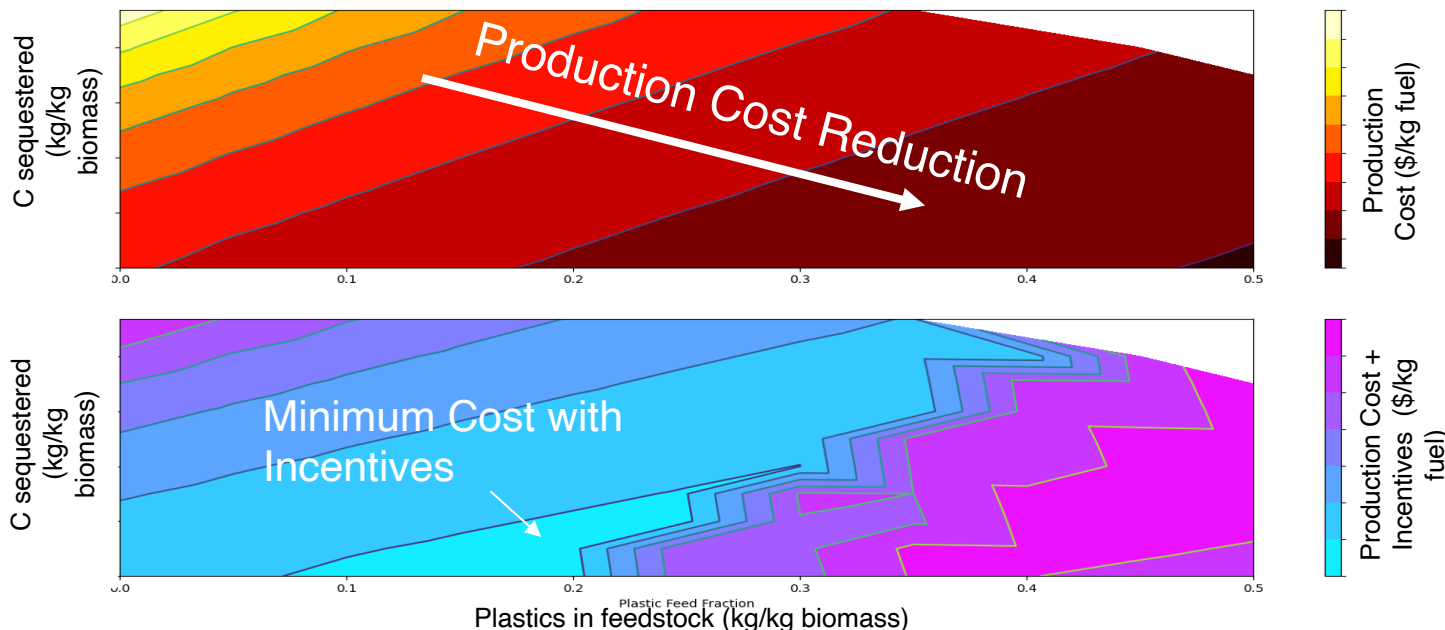 C sequestered
(kg/kg
biomass)
Production Cost Reduction
Production
Cost ($/kg fuel)
0.0
0.1
0.2
0.3
0.4
0.5
C sequestered
(kg/kg
biomass)
Minimum Cost with
Incentives
Production Cost +
Incentives ($/kg
fuel)
0.0
0.1
0.2
0.3
0.4
0.5
Plastic Feed Fraction
Plastics in feedstock (kg/kg biomass)